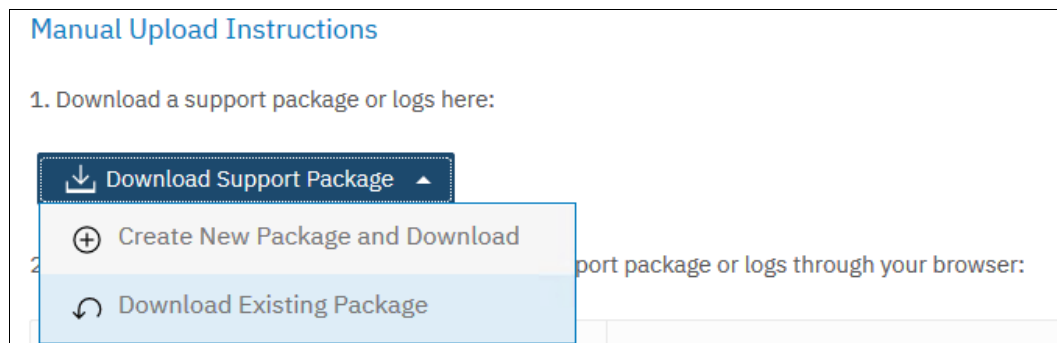 Manual Upload Instructions
1. Download a support package or logs here:
Download Support Package
Create New Package and Download
port package or logs through your browser:
Download Existing Package